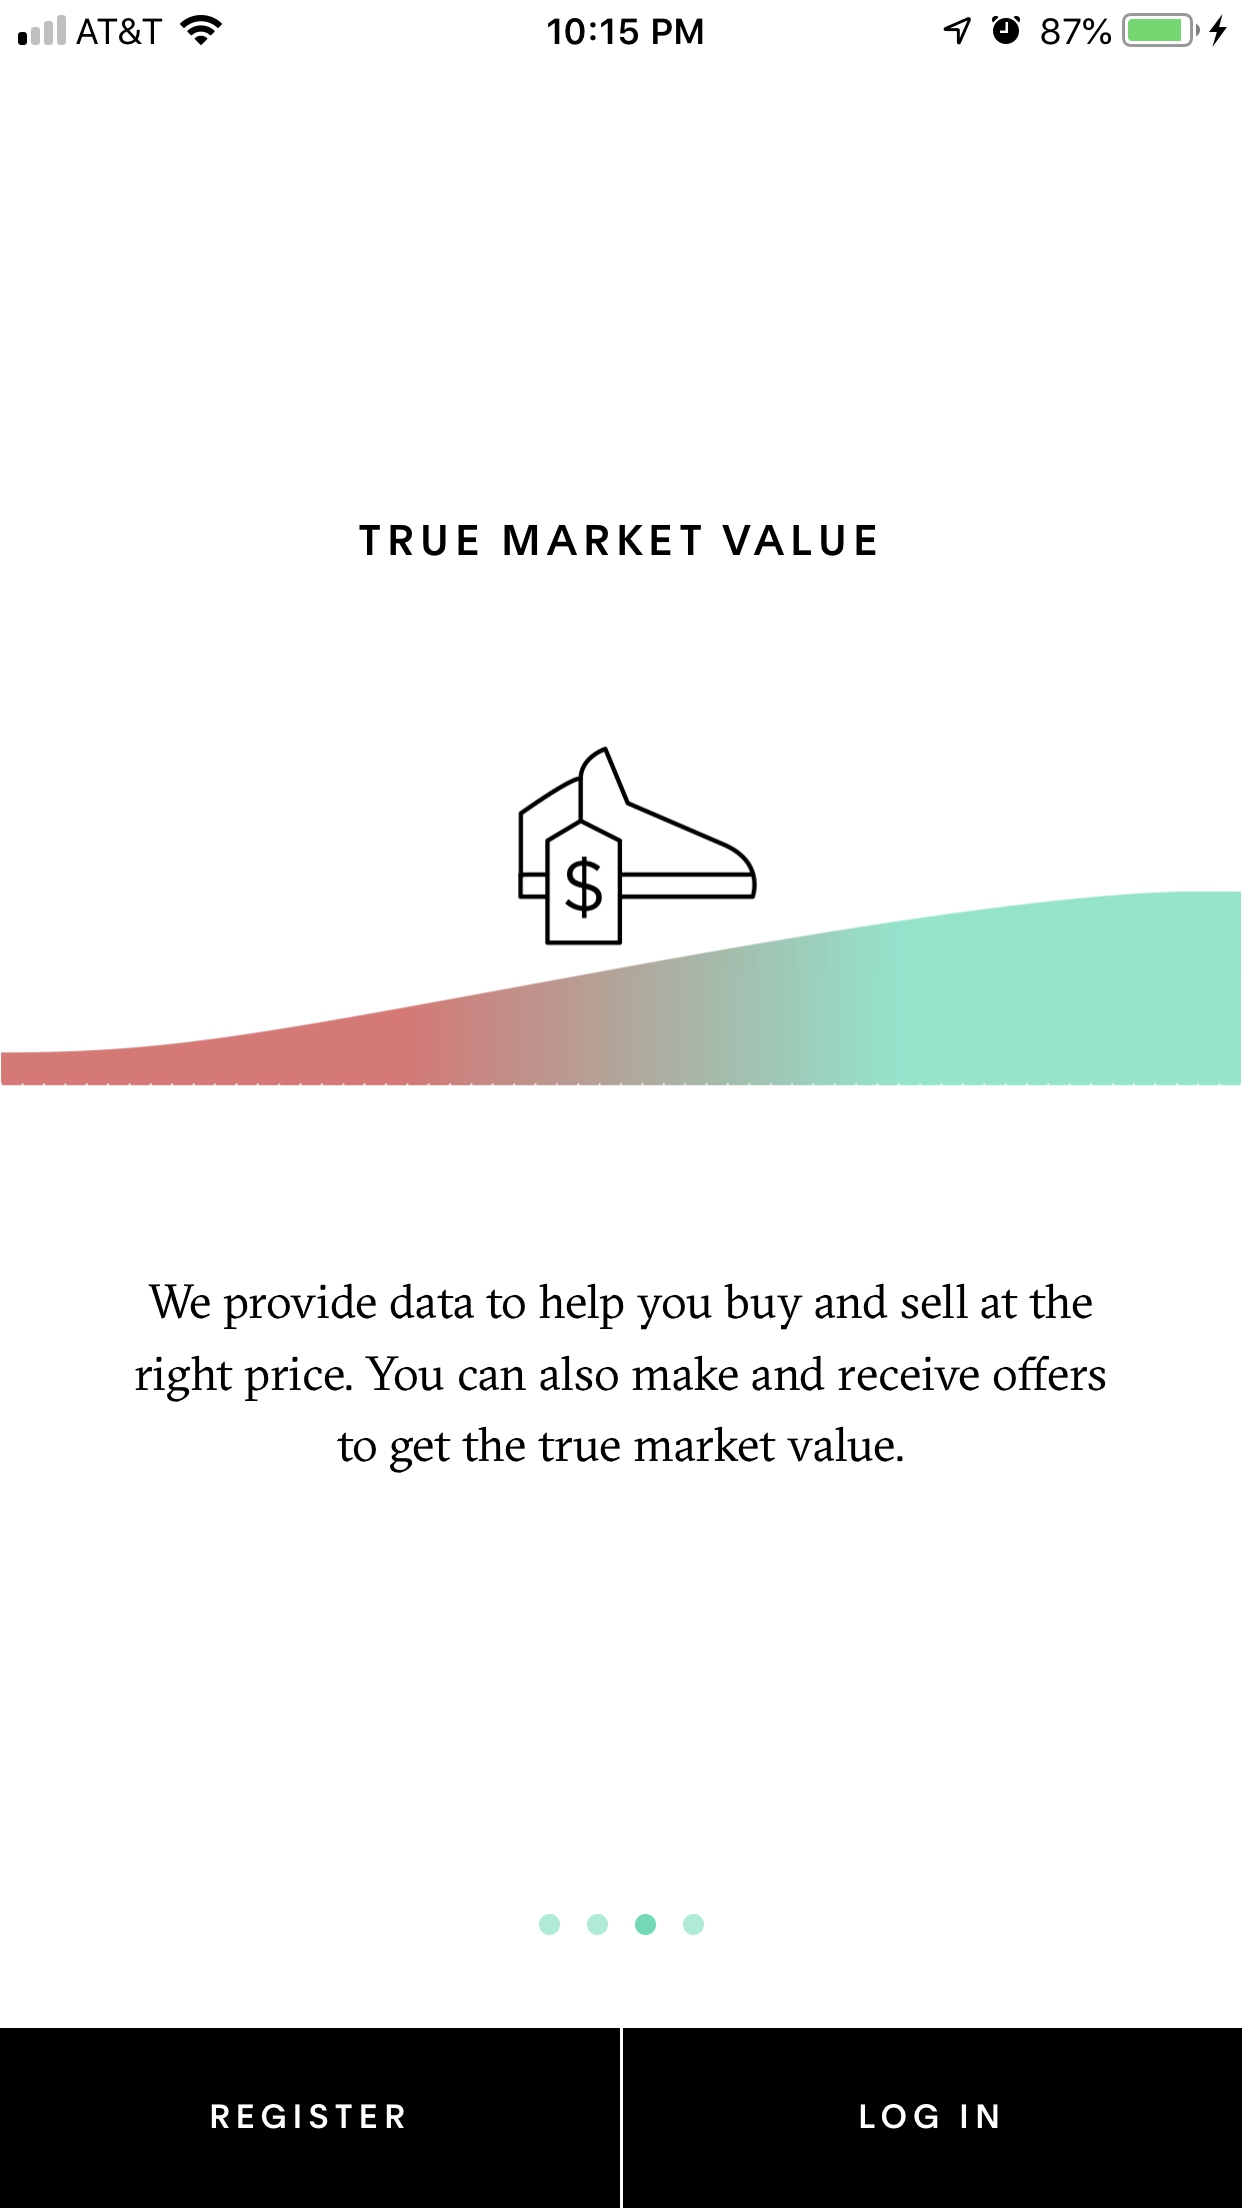 AT&T 10:15 PM 87%
TRUE MARKET VALUE
$
We provide data to help you buy and sell at the
right price. You can also make and receive offers
to get the true market value.
REGISTER LOG IN